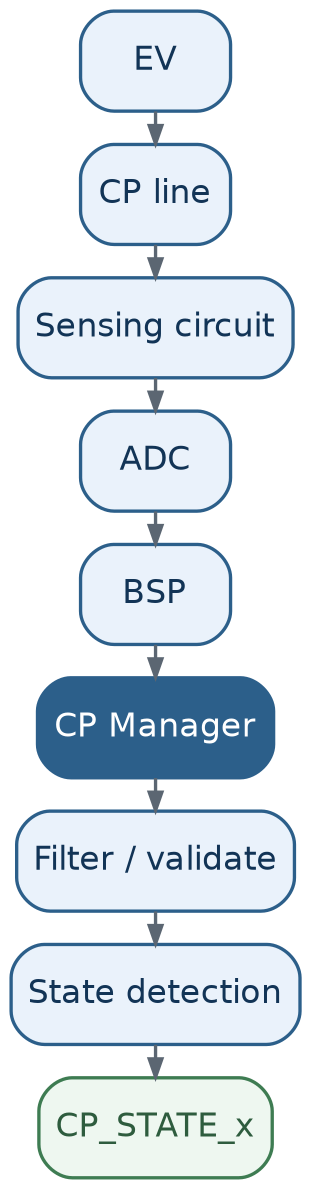 EV
CP line
Sensing circuit
ADC
BSP
CP Manager
Filter / validate
State detection
CP_STATE_x